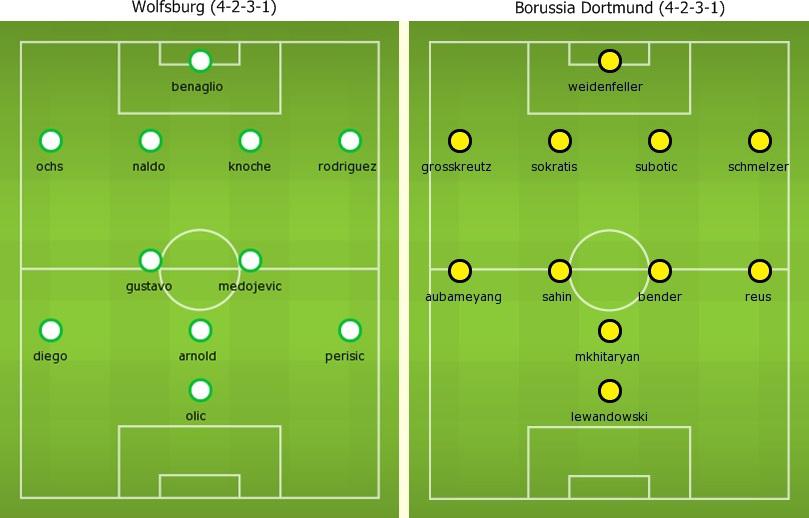 Wolfsburg (4-2-3-1)
benaglio
ochs naldo knoche rodriguez
gustavo medojevic
diego arnold perisic
olic
Borussia Dortmund (4-2-3-1)
weidenfeller
grosskreutz sokratis subotic schmelzer
aubameyang sahin bender reus
mkhitaryan
lewandowski